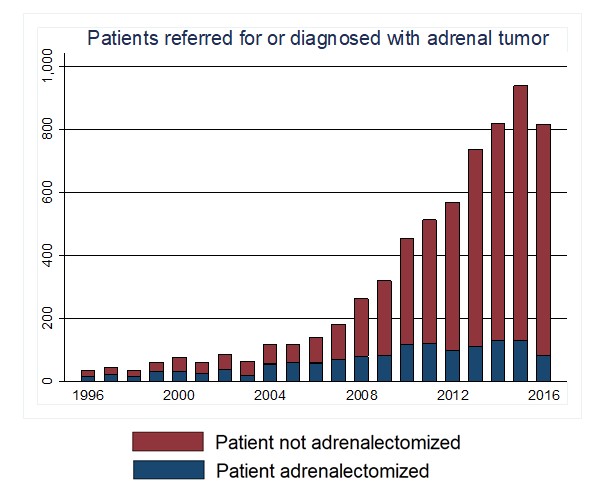 Patients referred for or diagnosed with adrenal tumor
1,000
800
600
400
200
0
1996 2000 2004 2008 2012 2016
Patient not adrenalectomized
Patient adrenalectomized